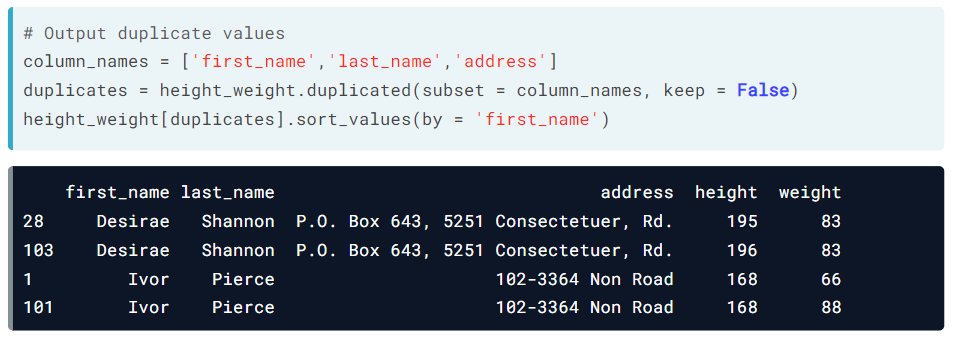 # Output duplicate values
column_names = ['first_name','last_name','address']
duplicates = height_weight.duplicated(subset = column_names, keep = False)
height_weight[duplicates].sort_values(by = 'first_name')
    first_name last_name                               address  height  weight
28     Desirae   Shannon  P.O. Box 643, 5251 Consectetuer, Rd.     195      83
103    Desirae   Shannon  P.O. Box 643, 5251 Consectetuer, Rd.     196      83
1         Ivor    Pierce                     102-3364 Non Road     168      66
101       Ivor    Pierce                     102-3364 Non Road     168      88